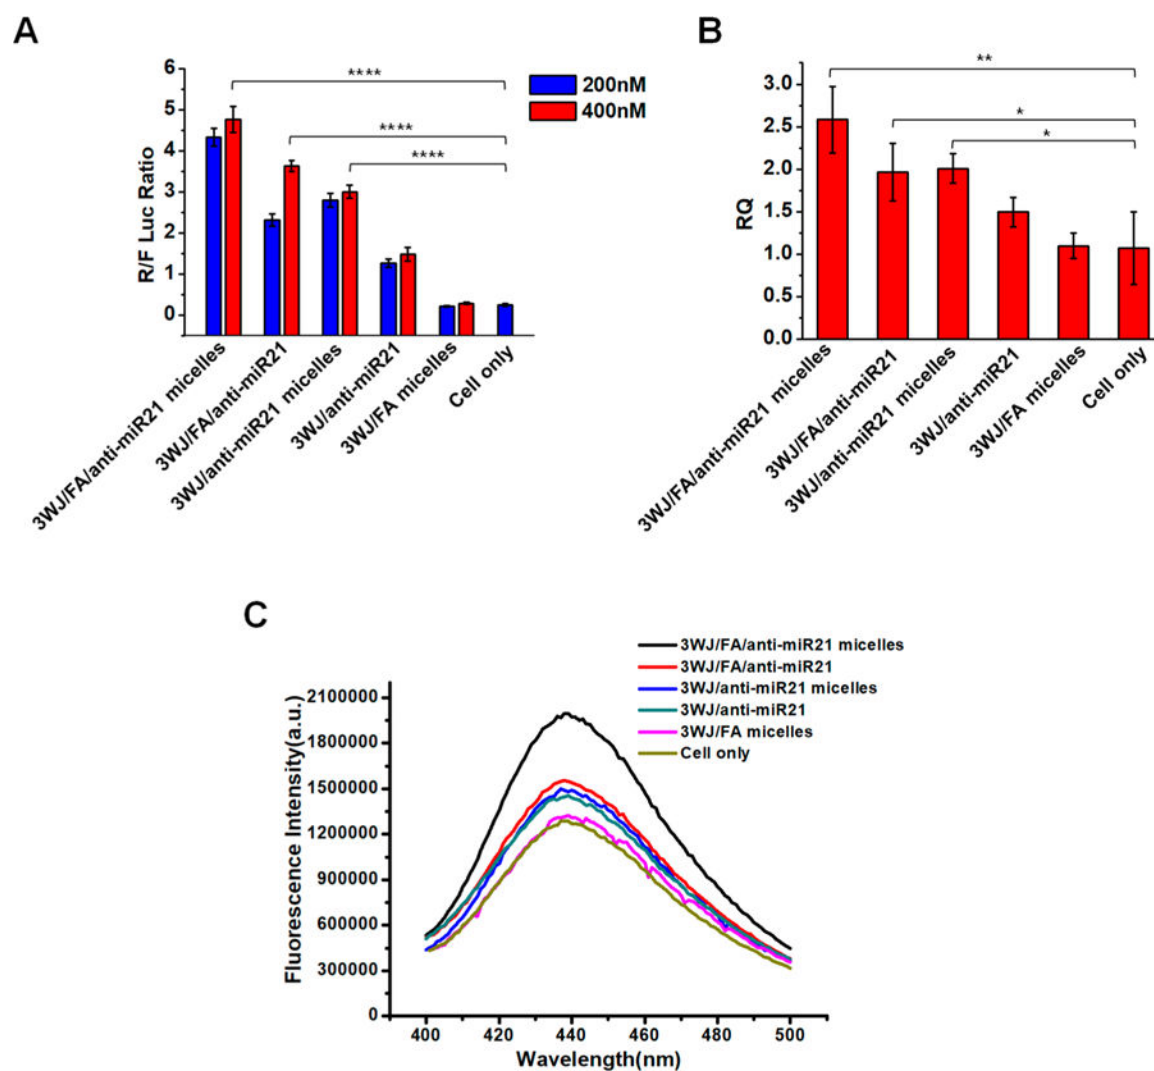 A
R/F Luc Ratio
5
4
3
2
1
0
****
****
****
200nM
400nM
3WJ/FA/anti-miR21 micelles
3WJ/FA/anti-miR21
3WJ/anti-miR21 micelles
3WJ/anti-miR21
3WJ/FA micelles
Cell only
B
RQ
3.0
2.5
2.0
1.5
1.0
0.5
0.0
**
*
*
3WJ/FA/anti-miR21 micelles
3WJ/FA/anti-miR21
3WJ/anti-miR21 micelles
3WJ/anti-miR21
3WJ/FA micelles
Cell only
C
3WJ/FA/anti-miR21 micelles
3WJ/FA/anti-miR21
3WJ/anti-miR21 micelles
3WJ/anti-miR21
3WJ/FA micelles
Cell only
Fluorescence Intensity(a.u.)
2100000
1800000
1500000
1200000
900000
600000
300000
0
400 420 440 460 480 500
Wavelength(nm)